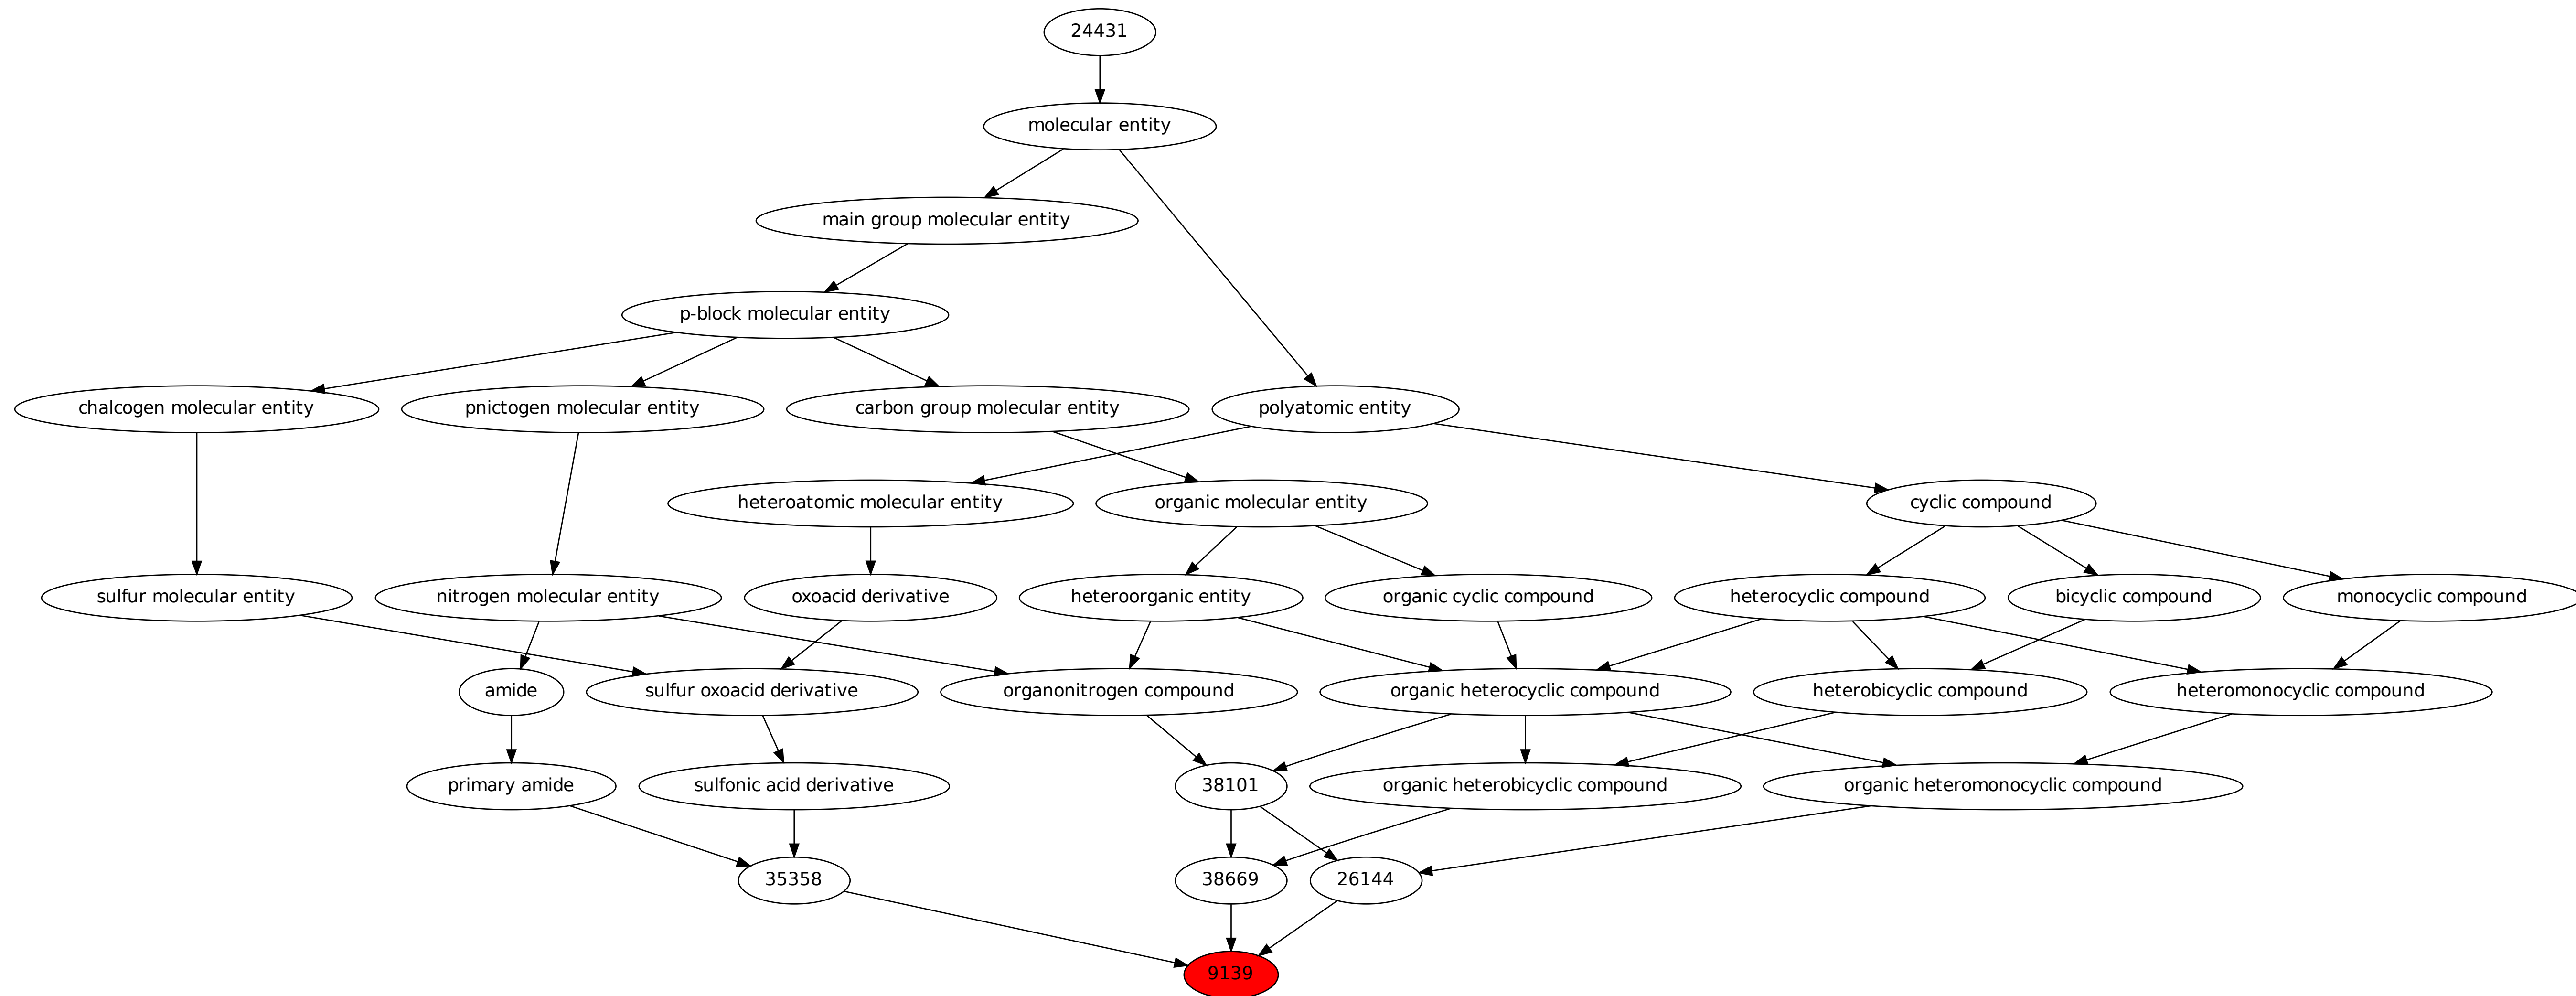 24431
molecular entity
main group molecular entity
p-block molecular entity
chalcogen molecular entity
pnictogen molecular entity
carbon group molecular entity
polyatomic entity
heteroatomic molecular entity
organic molecular entity
cyclic compound
sulfur molecular entity
nitrogen molecular entity
oxoacid derivative
heteroorganic entity
organic cyclic compound
heterocyclic compound
bicyclic compound
monocyclic compound
amide
sulfur oxoacid derivative
organonitrogen compound
organic heterocyclic compound
heterobicyclic compound
heteromonocyclic compound
primary amide
sulfonic acid derivative
38101
organic heterobicyclic compound
organic heteromonocyclic compound
35358
38669
26144
9139